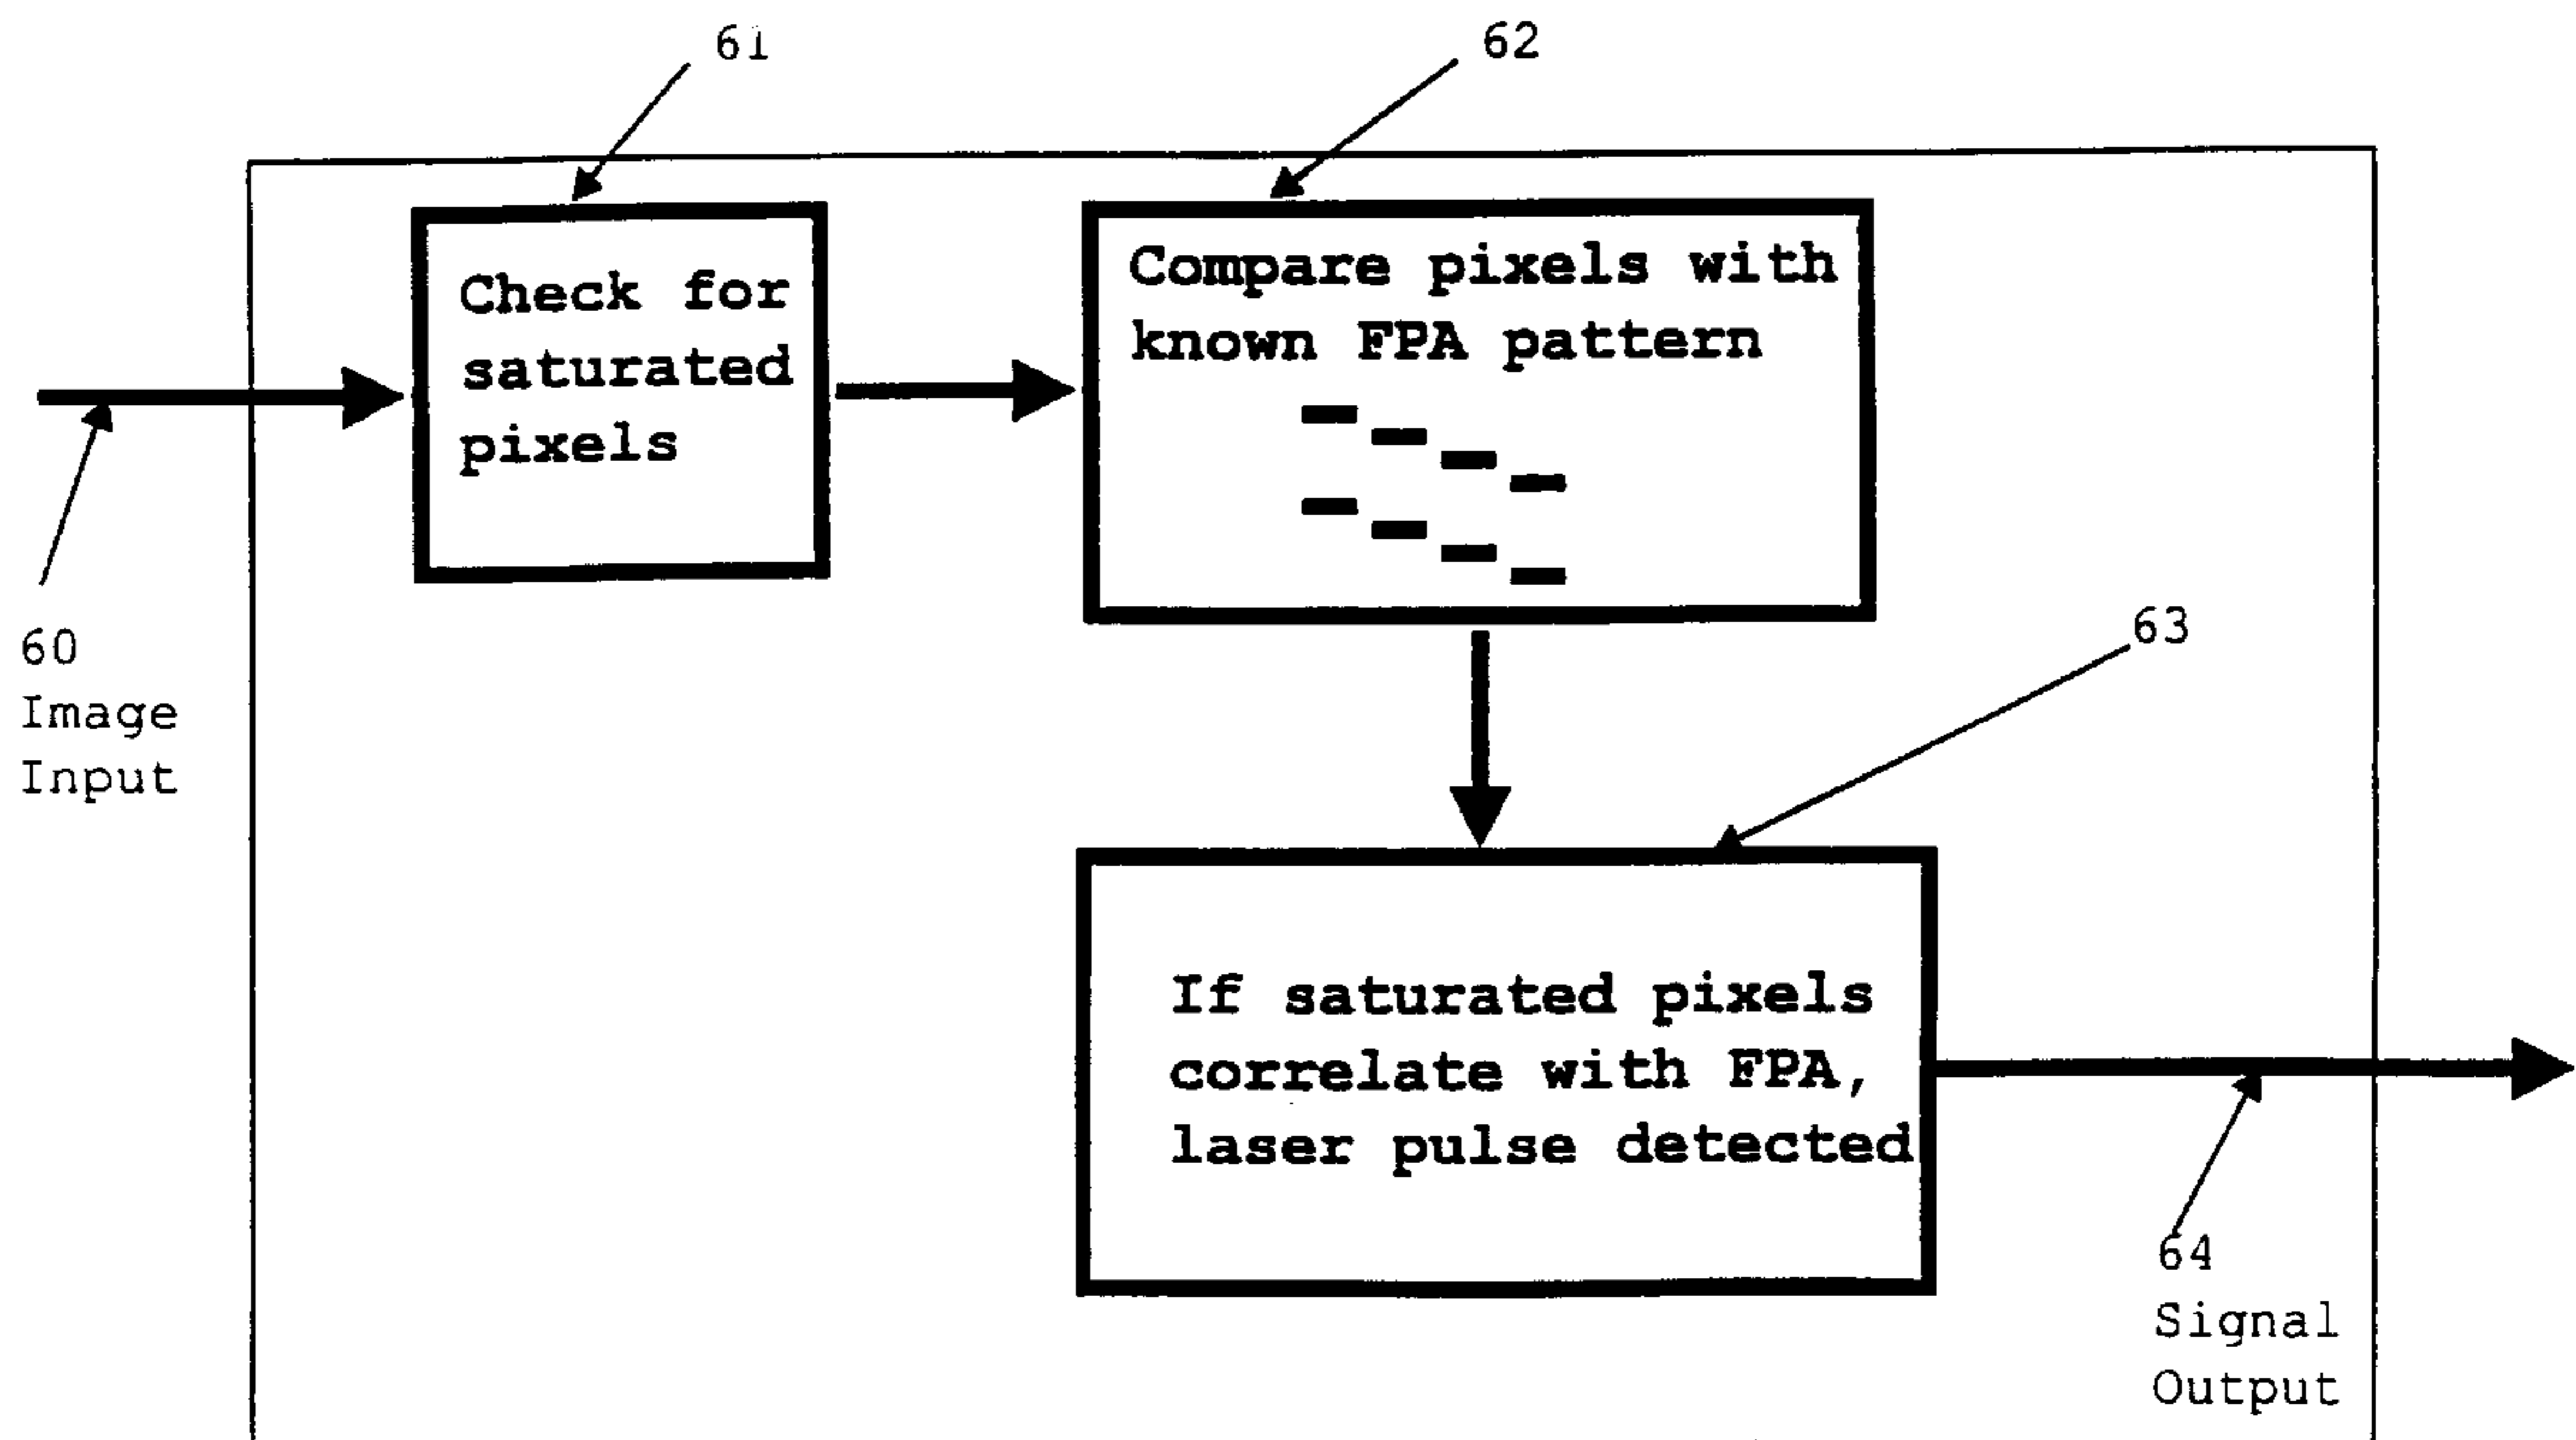 61
62
Check for
saturated
pixels
Compare pixels with
known FPA pattern
60
Image
Input
63
If saturated pixels
correlate with FPA,
laser pulse detected
64
Signal
Output